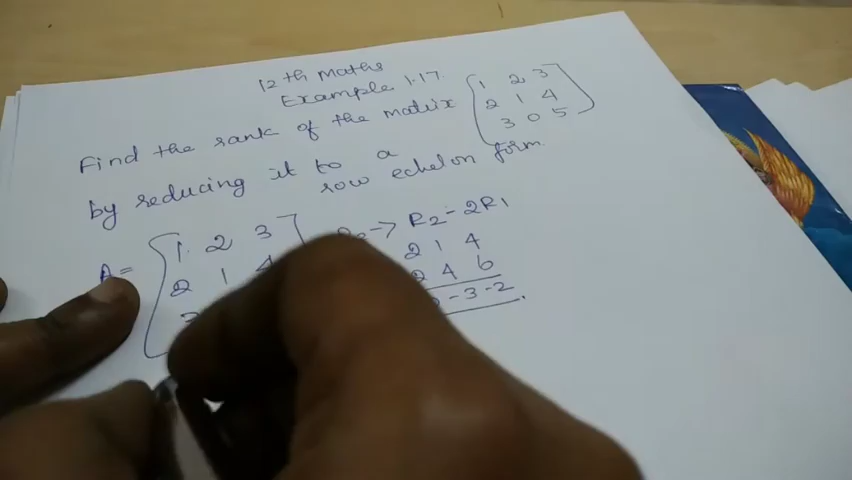 12th Maths
Example 1.17.
Find the rank of the matrix
1 2 3
2 1 4
3 0 5
by reducing it to a row echelon form.
A = 1 2 3
2 1 4
R2 -> R2 - 2R1
2 1 4
2 4 6
0 -3 -2